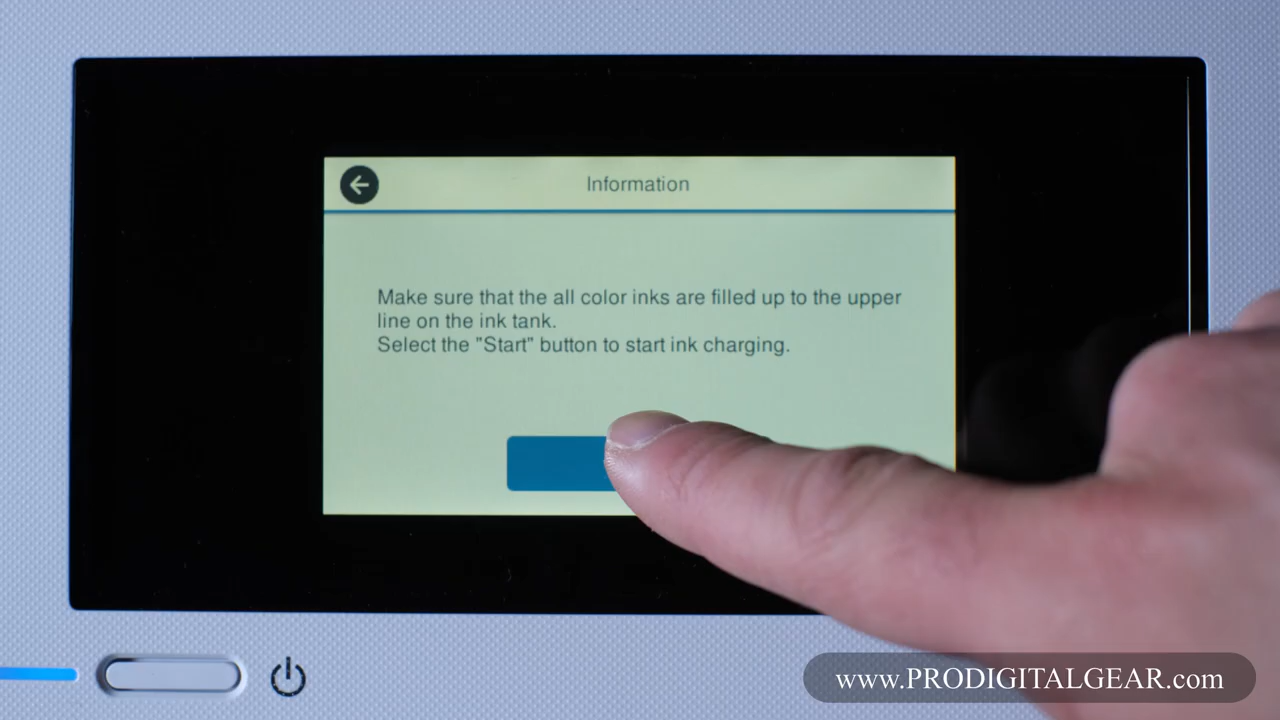 Information
Make sure that the all color inks are filled up to the upper
line on the ink tank.
Select the "Start" button to start ink charging.
www.PRODIGITALGEAR.com